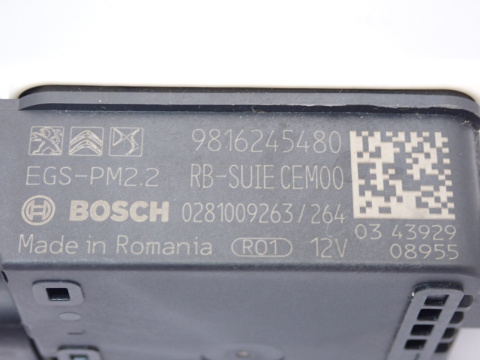 9816245480
EGS-PM2.2 RB-SUIE CEM00
BOSCH 0281009263/264
Made in Romania R01 12V
03 43929
08955